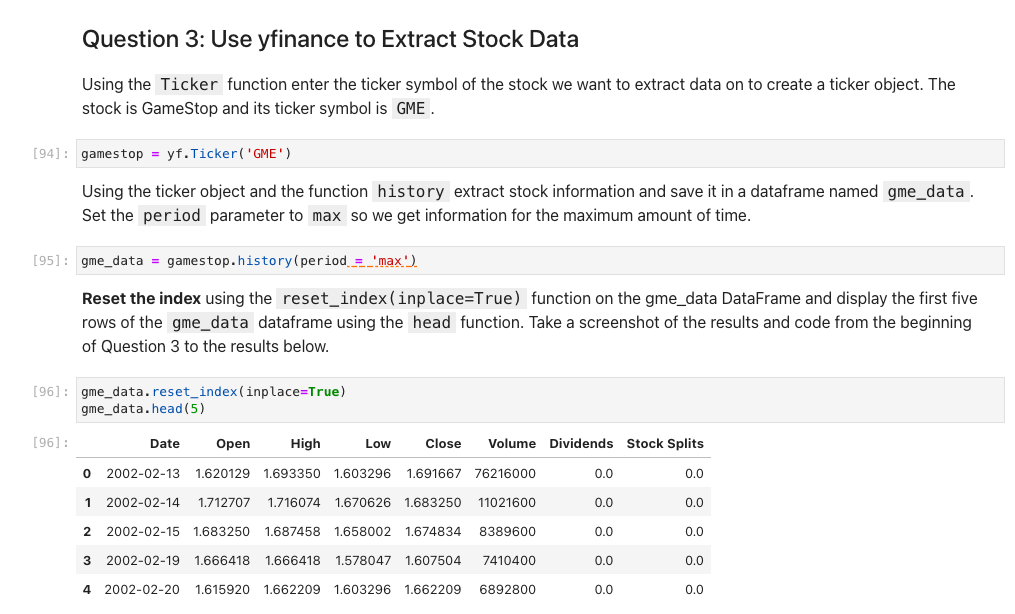 Question 3: Use yfinance to Extract Stock Data
Using the Ticker function enter the ticker symbol of the stock we want to extract data on to create a ticker object. The
stock is GameStop and its ticker symbol is GME .
[94]: gamestop = yf.Ticker('GME')
Using the ticker object and the function history extract stock information and save it in a dataframe named gme_data .
Set the period parameter to max so we get information for the maximum amount of time.
[95]: gme_data = gamestop.history(period = 'max')
Reset the index using the reset_index(inplace=True) function on the gme_data DataFrame and display the first five
rows of the gme_data dataframe using the head function. Take a screenshot of the results and code from the beginning
of Question 3 to the results below.
[96]: gme_data.reset_index(inplace=True)
gme_data.head(5)
[96]: Date Open High Low Close Volume Dividends Stock Splits
0 2002-02-13 1.620129 1.693350 1.603296 1.691667 76216000 0.0 0.0
1 2002-02-14 1.712707 1.716074 1.670626 1.683250 11021600 0.0 0.0
2 2002-02-15 1.683250 1.687458 1.658002 1.674834 8389600 0.0 0.0
3 2002-02-19 1.666418 1.666418 1.578047 1.607504 7410400 0.0 0.0
4 2002-02-20 1.615920 1.662209 1.603296 1.662209 6892800 0.0 0.0